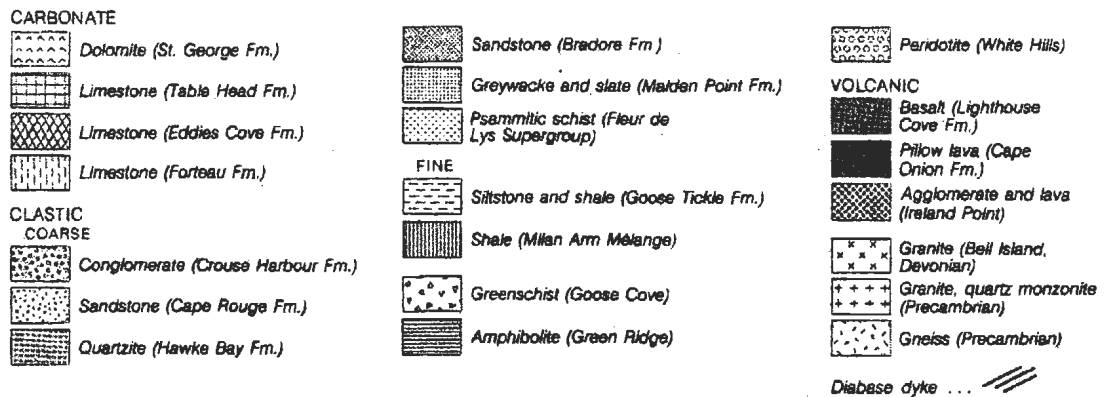 CARBONATE
Dolomite (St. George Fm.)
Limestone (Table Head Fm.)
Limestone (Eddies Cove Fm.)
Limestone (Forteau Fm.)
CLASTIC
COARSE
Conglomerate (Crouse Harbour Fm.)
Sandstone (Cape Rouge Fm.)
Quartzite (Hawke Bay Fm.)
Sandstone (Bradore Fm)
Greywacke and slate (Maiden Point Fm.)
Psammitic schist (Fleur de
Lys Supergroup)
FINE
Siltstone and shale (Goose Tickle Fm.)
Shale (Milan Arm Mélange)
Greenschist (Goose Cove)
Amphibolite (Green Ridge)
Peridotite (White Hills)
VOLCANIC
Basalt (Lighthouse
Cove Fm.)
Pillow lava (Cape
Onion Fm.)
Agglomerate and lava
(Ireland Point)
Granite (Bell Island,
Devonian)
Granite, quartz monzonite
(Precambrian)
Gneiss (Precambrian)
Diabase dyke ...